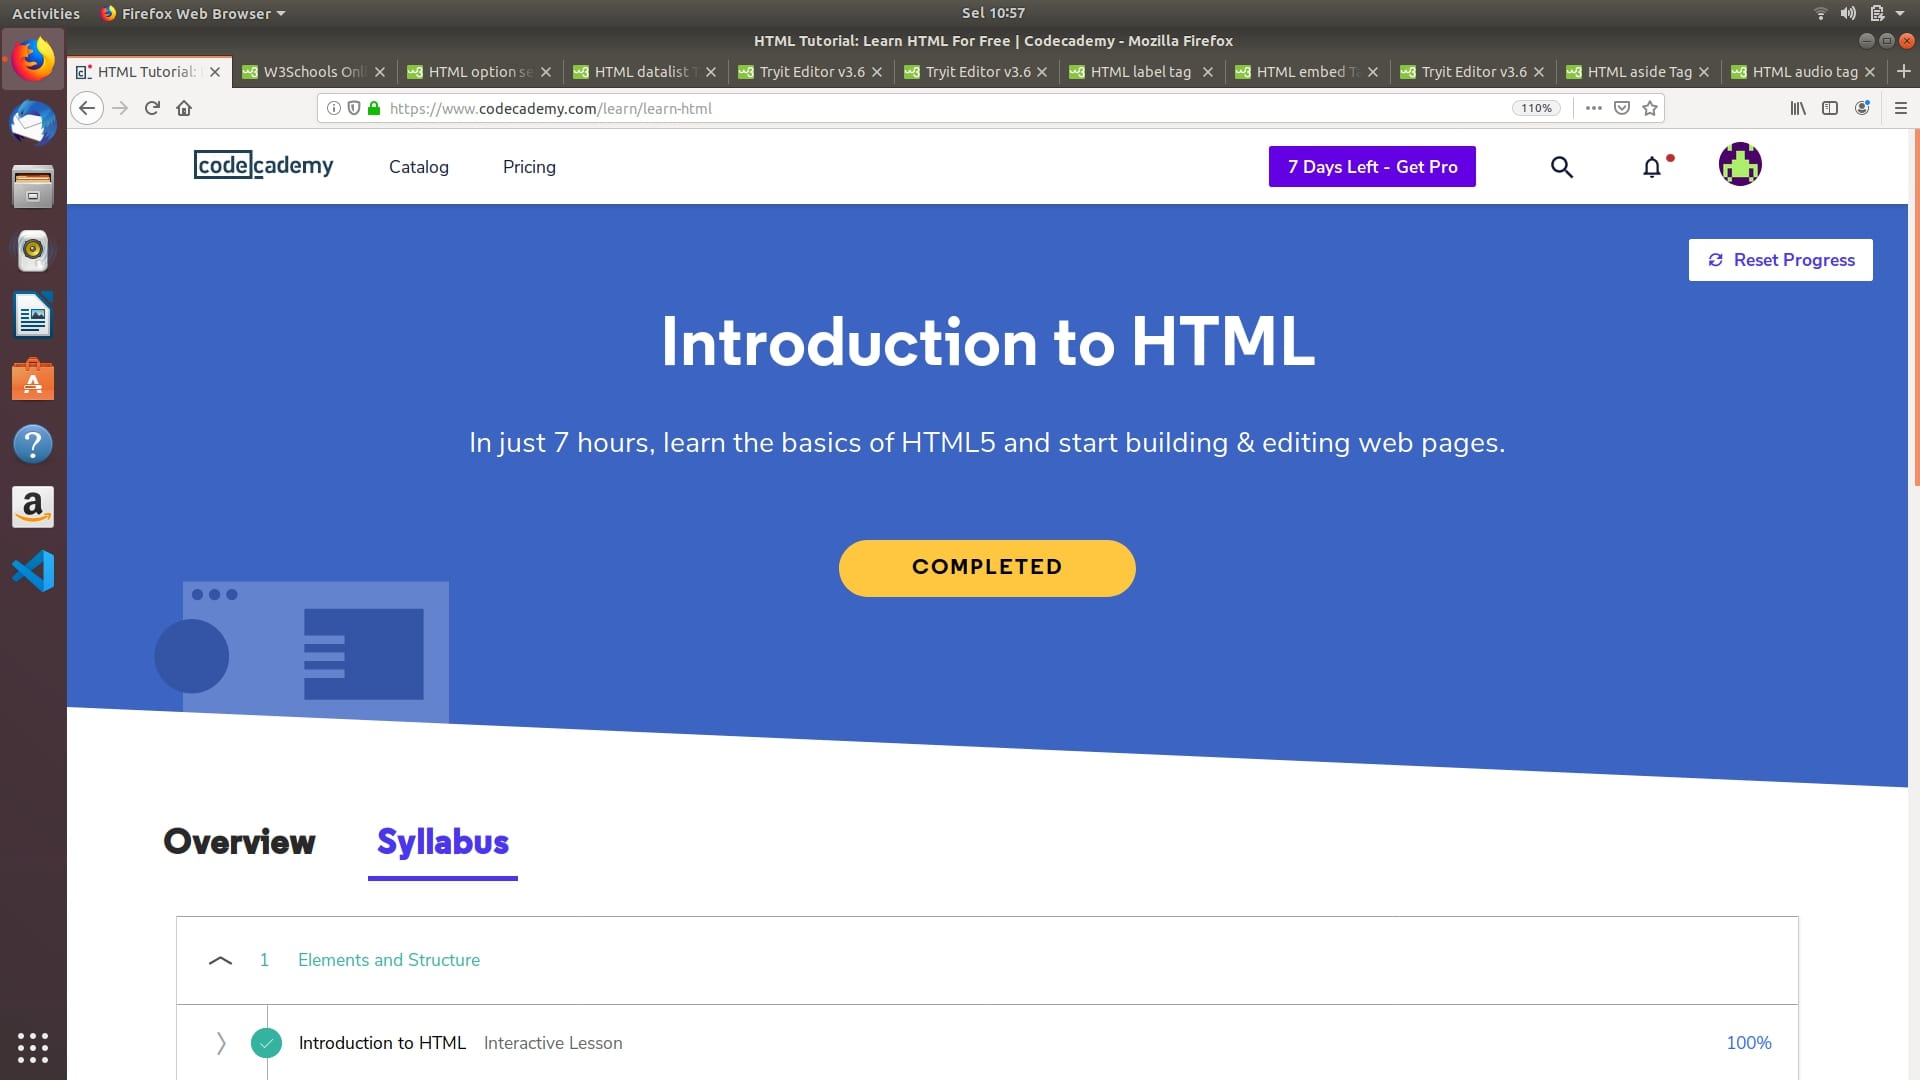 Activities
Firefox Web Browser
Sel 10:57
HTML Tutorial: Learn HTML For Free | Codecademy - Mozilla Firefox
HTML Tutorial:
W3Schools Onl
HTML option se
HTML datalist T
Tryit Editor v3.6
Tryit Editor v3.6
HTML label tag
HTML embed Ta
Tryit Editor v3.6
HTML aside Tag
HTML audio tag
https://www.codecademy.com/learn/learn-html
110%
codecademy
Catalog
Pricing
7 Days Left - Get Pro
Reset Progress
Introduction to HTML
In just 7 hours, learn the basics of HTML5 and start building & editing web pages.
COMPLETED
Overview
Syllabus
1 Elements and Structure
Introduction to HTML Interactive Lesson 100%